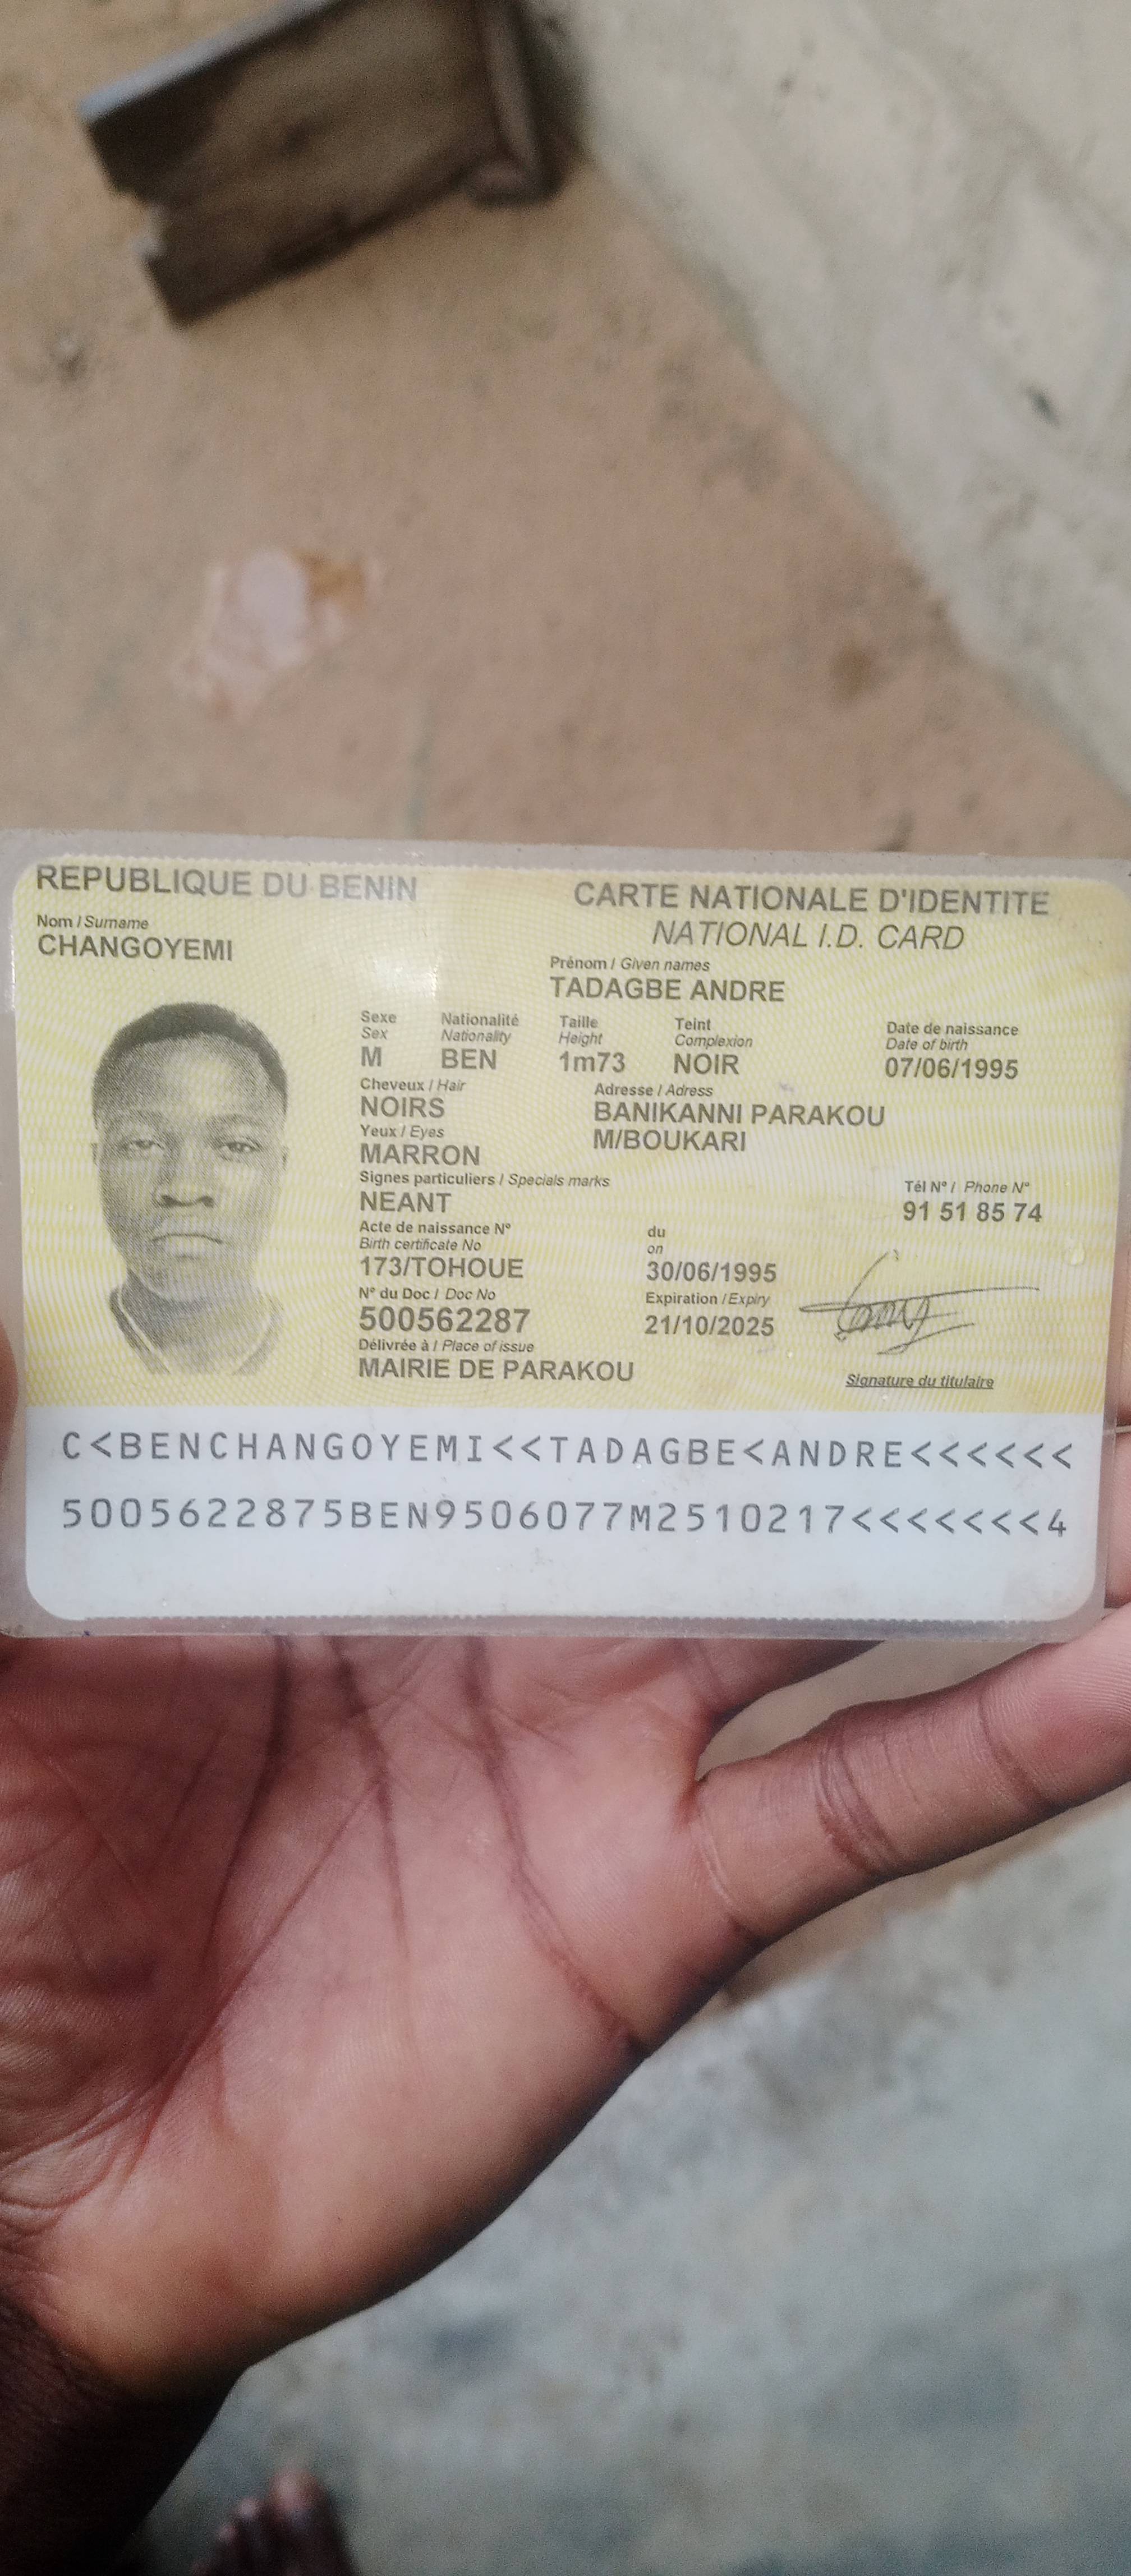 REPUBLIQUE DU BENIN
CARTE NATIONALE D'IDENTITE
NATIONAL I.D. CARD
Nom / Surname
CHANGOYEMI
Prénom / Given names
TADAGBE ANDRE
Sexe Nationalité Taille Teint Date de naissance
Sex Nationality Height Complexion Date of birth
M BEN 1m73 NOIR 07/06/1995
Cheveux / Hair Adresse / Adress
NOIRS BANIKANNI PARAKOU
Yeux / Eyes M/BOUKARI
MARRON
Signes particuliers / Specials marks Tél N° / Phone N°
NEANT 91 51 85 74
Acte de naissance N° du
Birth certificate No on
173/TOHOUE 30/06/1995
N° du Doc / Doc No Expiration / Expiry
500562287 21/10/2025
Délivrée à / Place of issue
MAIRIE DE PARAKOU
Signature du titulaire
C<BENCHANGOYEMI<<TADAGBE<ANDRE<<<<<<
5005622875BEN9506077M2510217<<<<<<<4